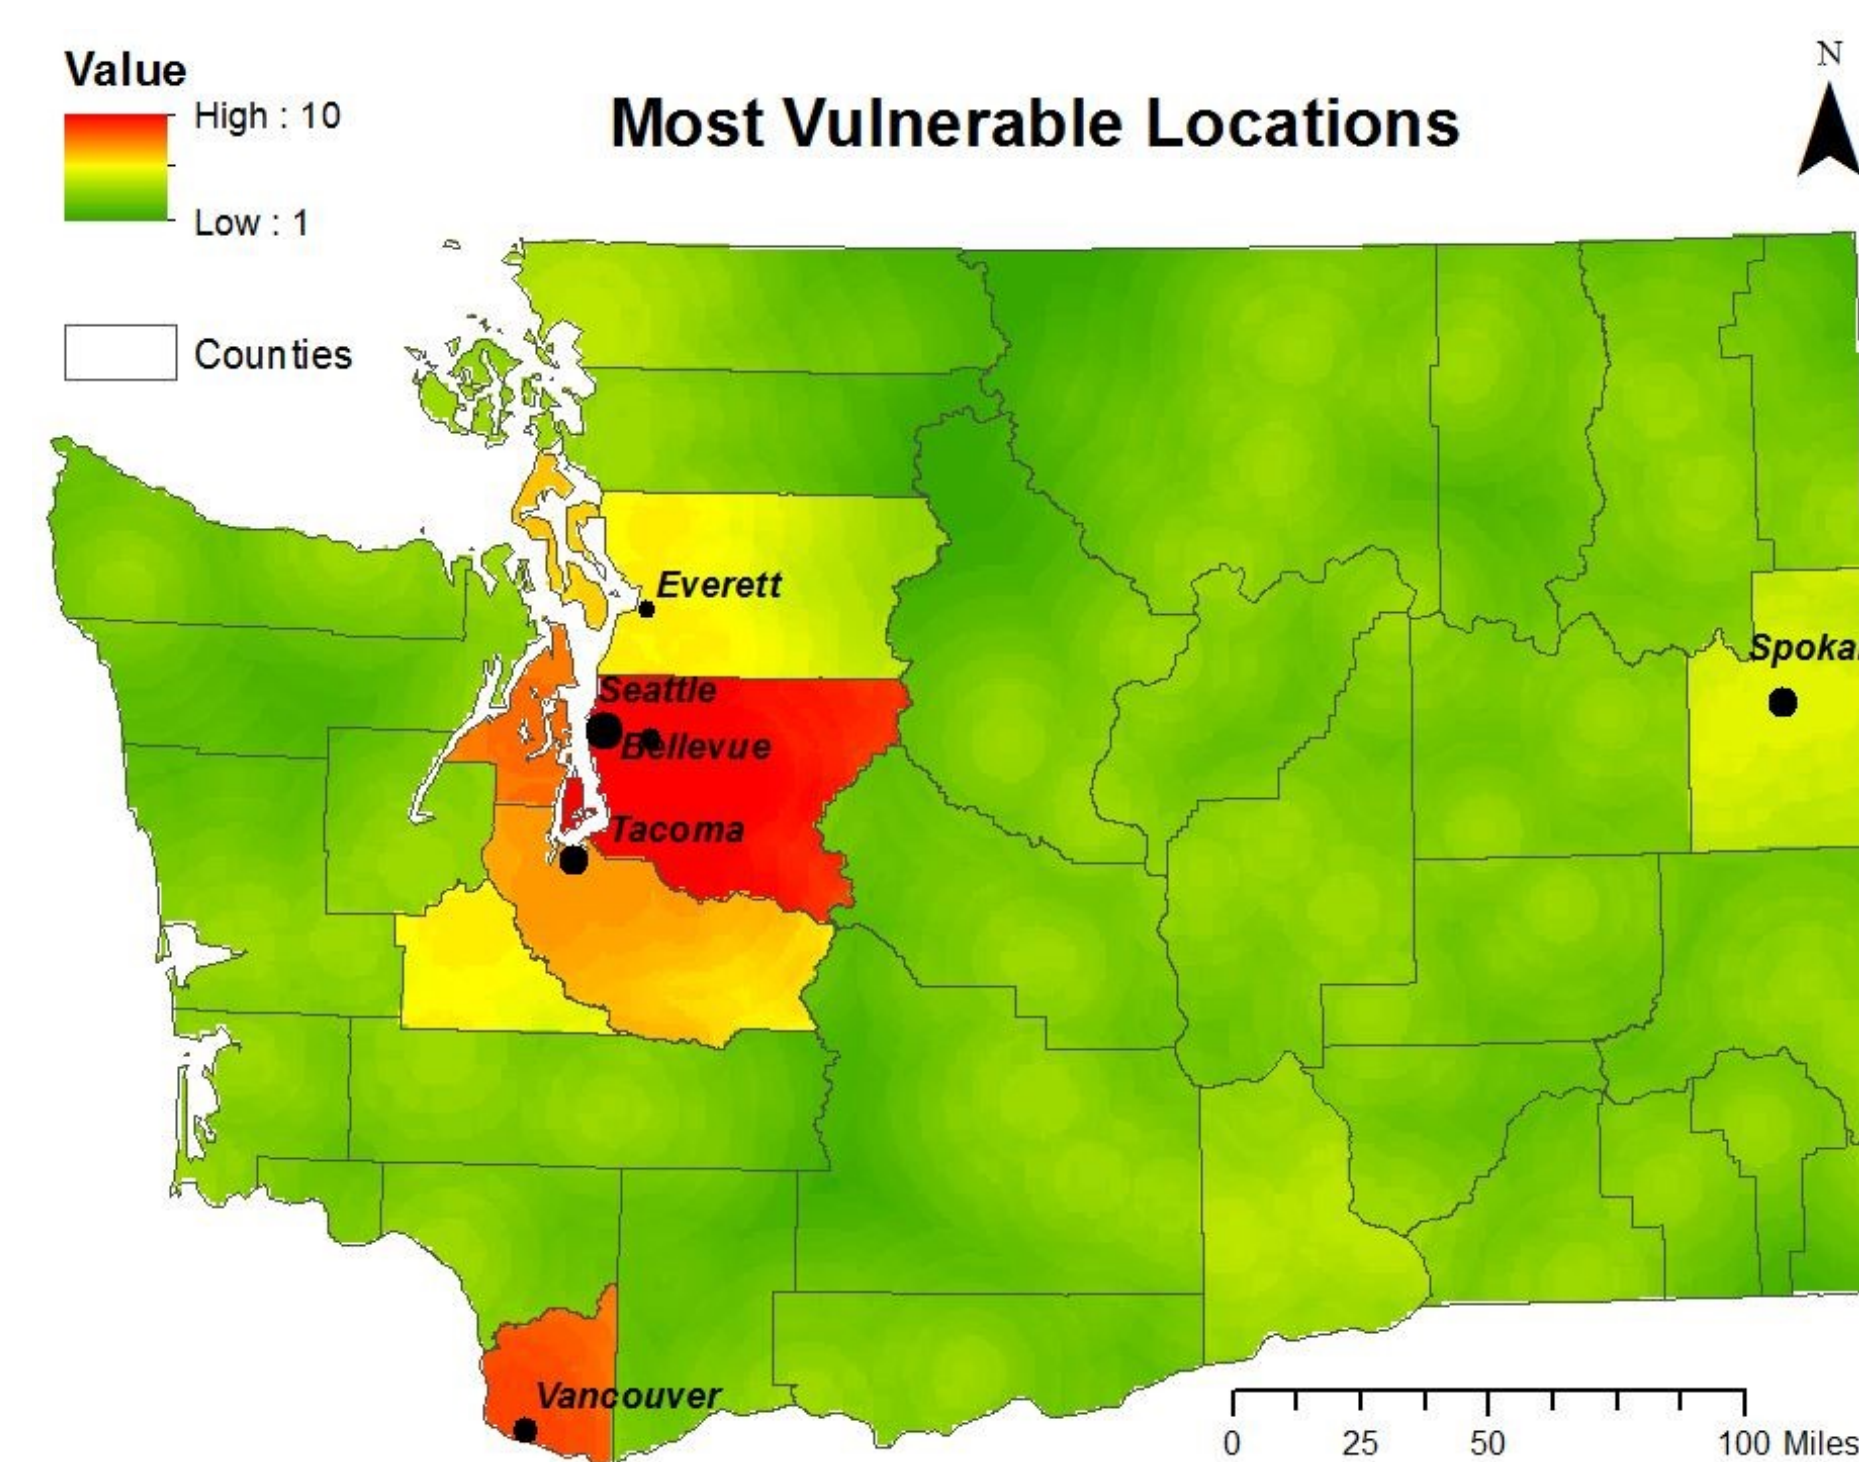 Value
High : 10
Low : 1
Counties
Most Vulnerable Locations
N
Everett
Seattle
Bellevue
Tacoma
Spoka
Vancouver
0 25 50 100 Miles